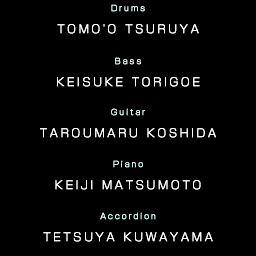 Drums
TOMO'O TSURUYA
Bass
KEISUKE TORIGOE
Guitar
TAROUMARU KOSHIDA
Piano
KEIJI MATSUMOTO
Accordion
TETSUYA KUWAYAMA